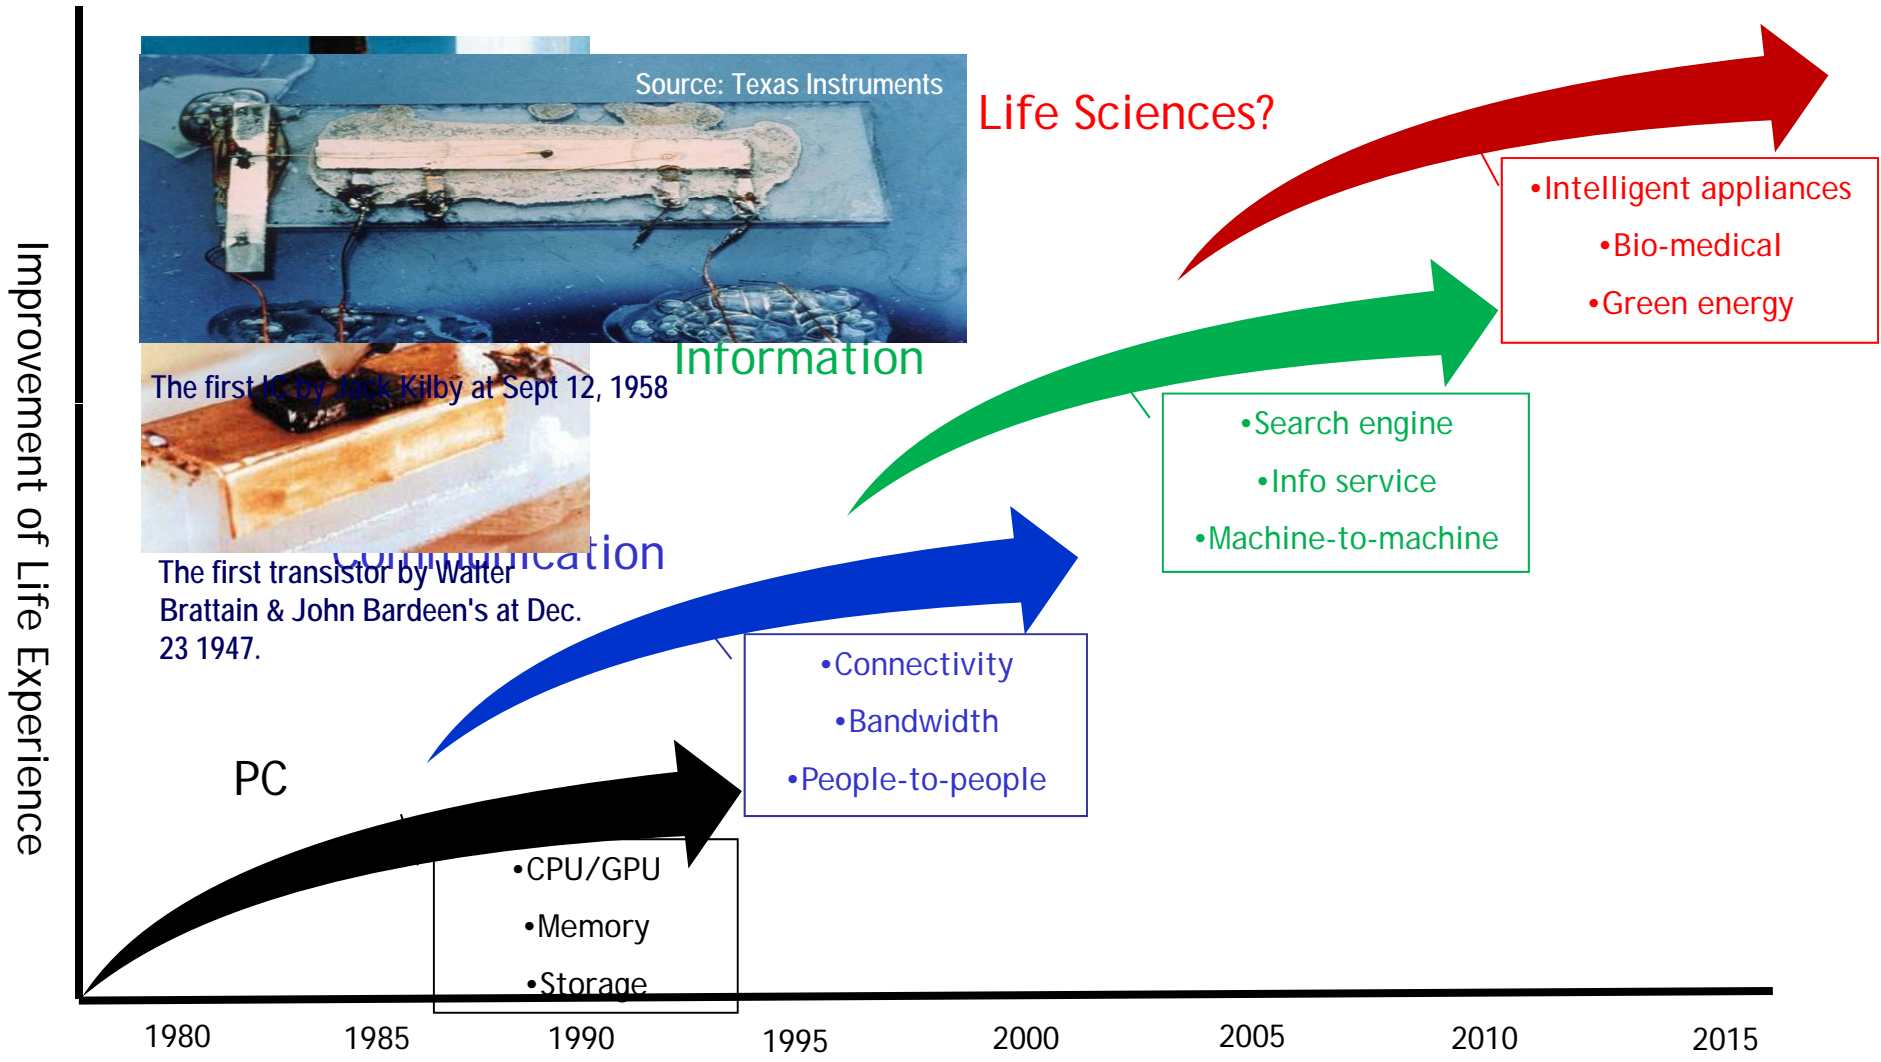 Improvement of Life Experience
Source: Texas Instruments
Life Sciences?
•Intelligent appliances
•Bio-medical
•Green energy
Information
The first IC by Jack Kilby at Sept 12, 1958
•Search engine
•Info service
•Machine-to-machine
Communication
The first transistor by Walter
Brattain & John Bardeen's at Dec.
23 1947.
•Connectivity
•Bandwidth
•People-to-people
PC
•CPU/GPU
•Memory
•Storage
1980 1985 1990 1995 2000 2005 2010 2015